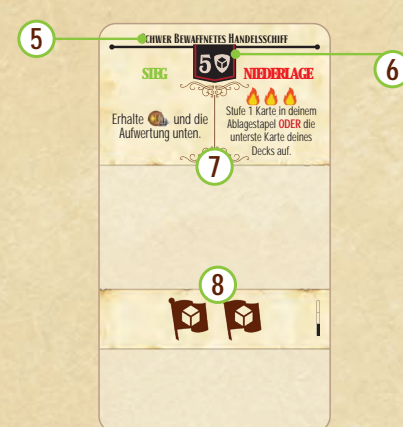 5
SCHWER BEWAFFNETES HANDELSSCHIFF
5
6
SIEG
NIEDERLAGE
Erhalte und die
Aufwertung unten.
Stufe 1 Karte in deinem
Ablagestapel ODER die
unterste Karte deines
Decks auf.
7
8